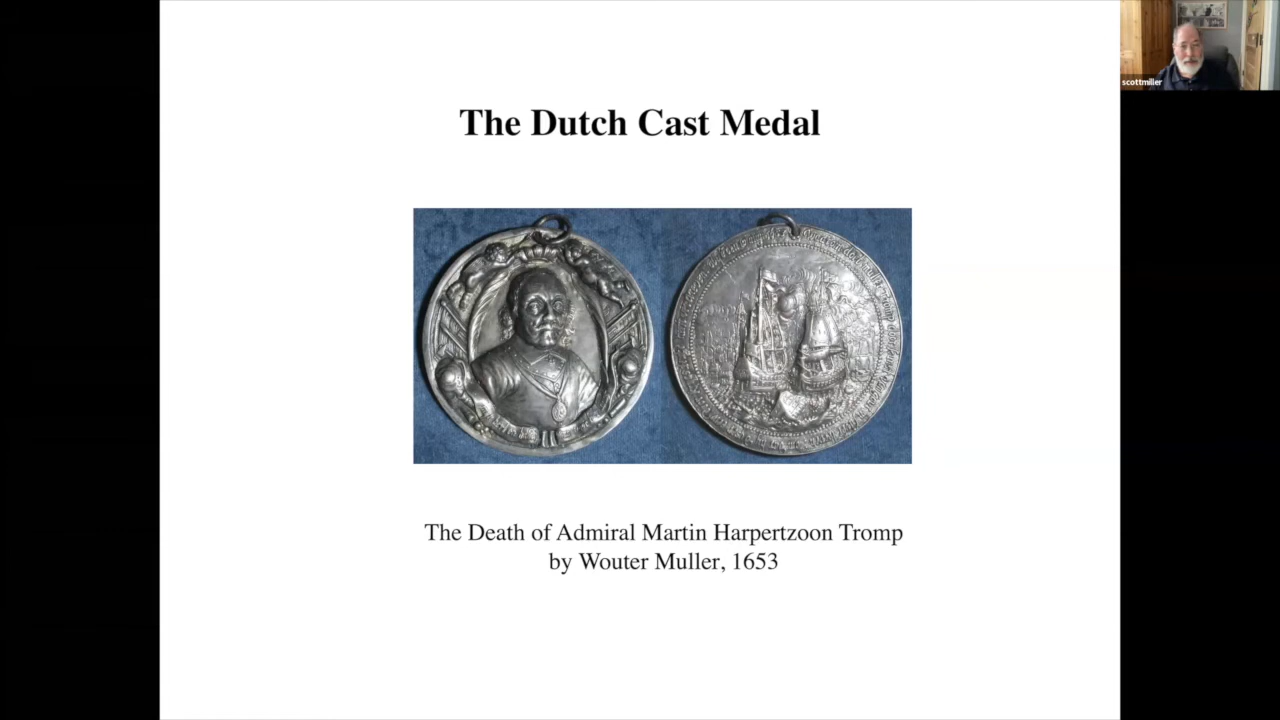 scottmiller
The Dutch Cast Medal
The Death of Admiral Martin Harpertzoon Tromp
by Wouter Muller, 1653